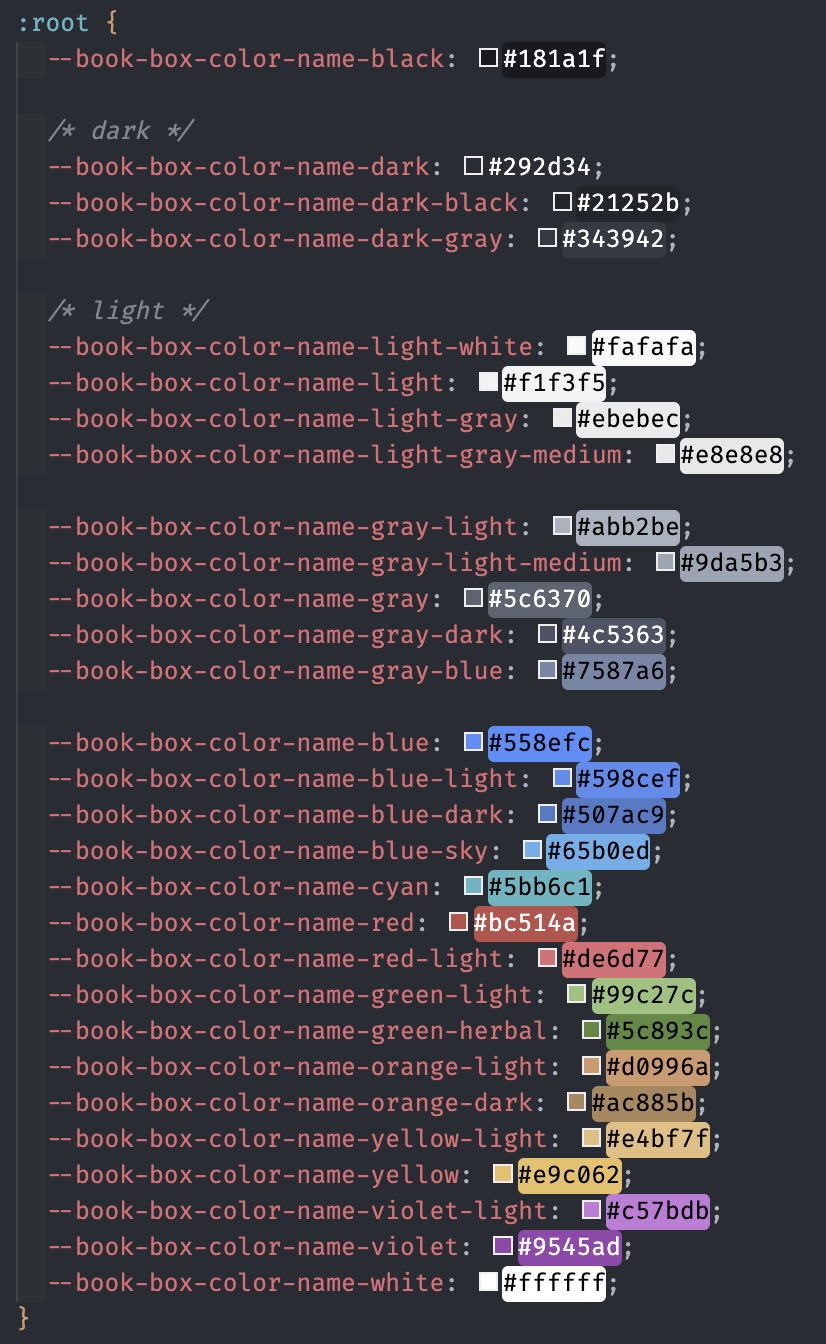 :root {
--book-box-color-name-black: #181a1f;
/* dark */
--book-box-color-name-dark: #292d34;
--book-box-color-name-dark-black: #21252b;
--book-box-color-name-dark-gray: #343942;
/* light */
--book-box-color-name-light-white: #fafafa;
--book-box-color-name-light: #f1f3f5;
--book-box-color-name-light-gray: #ebebec;
--book-box-color-name-light-gray-medium: #e8e8e8;
--book-box-color-name-gray-light: #abb2be;
--book-box-color-name-gray-light-medium: #9da5b3;
--book-box-color-name-gray: #5c6370;
--book-box-color-name-gray-dark: #4c5363;
--book-box-color-name-gray-blue: #7587a6;
--book-box-color-name-blue: #558efc;
--book-box-color-name-blue-light: #598cef;
--book-box-color-name-blue-dark: #507ac9;
--book-box-color-name-blue-sky: #65b0ed;
--book-box-color-name-cyan: #5bb6c1;
--book-box-color-name-red: #bc514a;
--book-box-color-name-red-light: #de6d77;
--book-box-color-name-green-light: #99c27c;
--book-box-color-name-green-herbal: #5c893c;
--book-box-color-name-orange-light: #d0996a;
--book-box-color-name-orange-dark: #ac885b;
--book-box-color-name-yellow-light: #e4bf7f;
--book-box-color-name-yellow: #e9c062;
--book-box-color-name-violet-light: #c57bdb;
--book-box-color-name-violet: #9545ad;
--book-box-color-name-white: #ffffff;
}